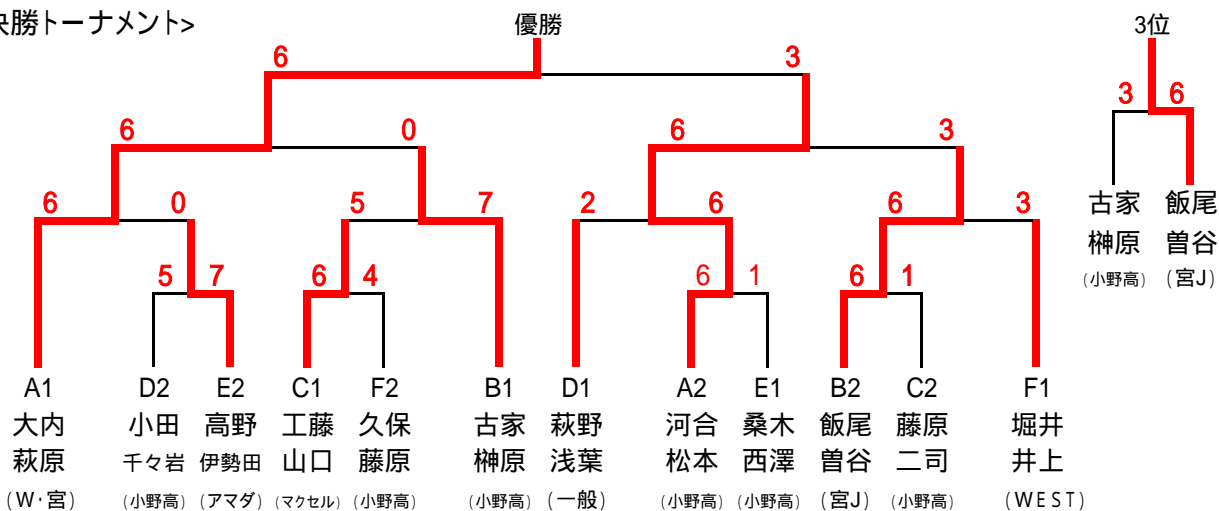 決勝トーナメント>
優勝
3位
6 3
3 6
6 0 6 3
6 0 5 7 2 6 6 3
5 7 6 4 6 1 6 1
古家 飯尾
榊原 曽谷
(小野高) (宮J)
A1 D2 E2 C1 F2 B1 D1 A2 E1 B2 C2 F1
大内 小田 高野 工藤 久保 古家 萩野 河合 桑木 飯尾 藤原 堀井
萩原 千々岩 伊勢田 山口 藤原 榊原 浅葉 松本 西澤 曽谷 二司 井上
(W・宮) (小野高) (アマダ) (マクセル) (小野高) (小野高) (一般) (小野高) (小野高) (宮J) (小野高) (WEST)